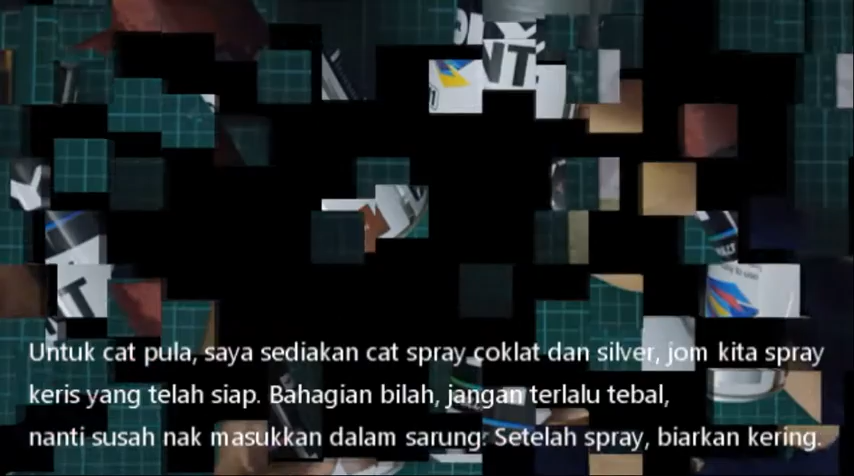 NT
Untuk cat pula, saya sediakan cat spray coklat dan silver, jom kita spray
keris yang telah siap. Bahagian bilah, jangan terlalu tebal,
nanti susah nak masukkan dalam sarung. Setelah spray, biarkan kering.